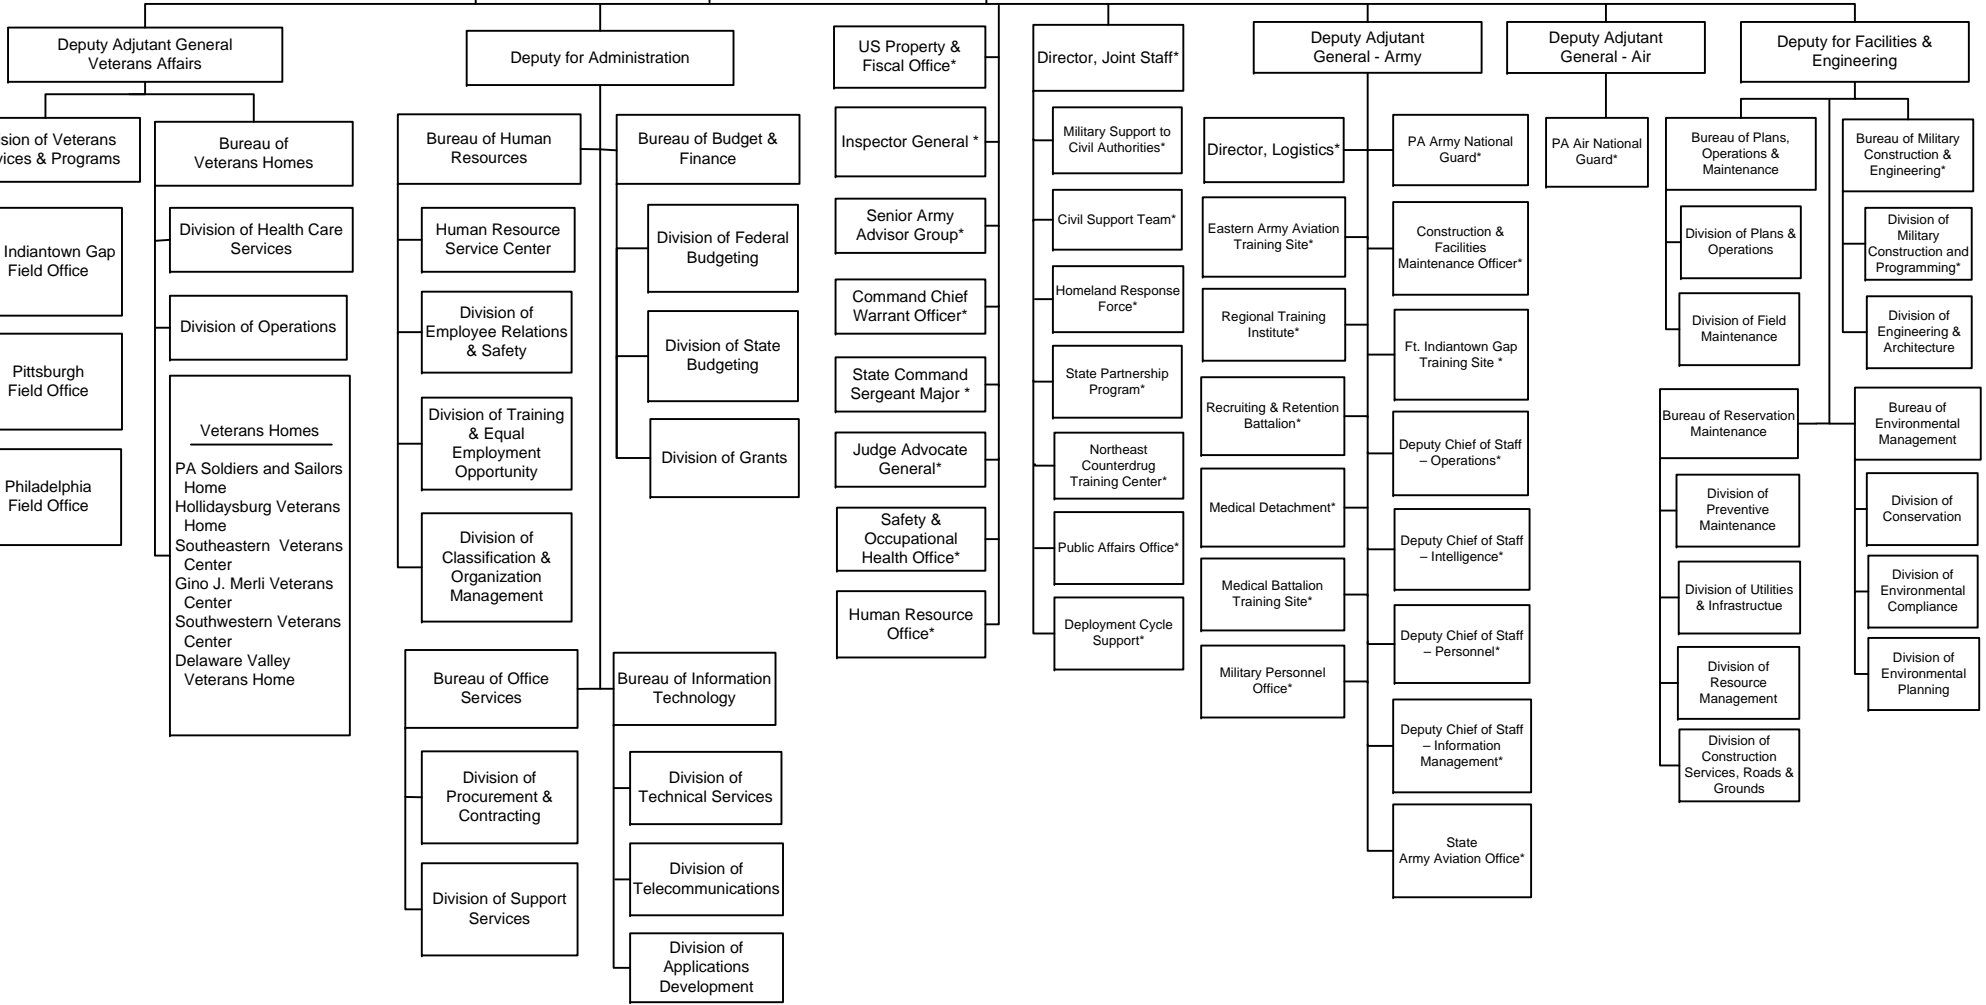 Deputy Adjutant General
Veterans Affairs
Services & Programs
Indiantown Gap
Field Office
Pittsburgh
Field Office
Philadelphia
Field Office
Bureau of
Veterans Homes
Division of Health Care
Services
Division of Operations
Veterans Homes
PA Soldiers and Sailors
Home
Hollidaysburg Veterans
Home
Southeastern Veterans
Center
Gino J. Merli Veterans
Center
Southwestern Veterans
Center
Delaware Valley
Veterans Home
Deputy for Administration
Bureau of Human
Resources
Human Resource
Service Center
Division of
Employee Relations
& Safety
Division of Training
& Equal
Employment
Opportunity
Division of
Classification &
Organization
Management
Bureau of Budget &
Finance
Division of Federal
Budgeting
Division of State
Budgeting
Division of Grants
Bureau of Office
Services
Division of
Procurement &
Contracting
Division of Support
Services
Bureau of Information
Technology
Division of
Technical Services
Division of
Telecommunications
Division of
Applications
Development
US Property &
Fiscal Office*
Inspector General *
Senior Army
Advisor Group*
Command Chief
Warrant Officer*
State Command
Sergeant Major *
Judge Advocate
General*
Safety &
Occupational
Health Office*
Human Resource
Office*
Director, Joint Staff*
Military Support to
Civil Authorities*
Civil Support Team*
Homeland Response
Force*
State Partnership
Program*
Northeast
Counterdrug
Training Center*
Public Affairs Office*
Deployment Cycle
Support*
Deputy Adjutant
General - Army
Director, Logistics*
Eastern Army Aviation
Training Site*
Regional Training
Institute*
Recruiting & Retention
Battalion*
Medical Detachment*
Medical Battalion
Training Site*
Military Personnel
Office*
PA Army National
Guard*
Construction &
Facilities
Maintenance Officer*
Ft. Indiantown Gap
Training Site *
Deputy Chief of Staff
– Operations*
Deputy Chief of Staff
– Intelligence*
Deputy Chief of Staff
– Personnel*
Deputy Chief of Staff
– Information
Management*
State
Army Aviation Office*
Deputy Adjutant
General - Air
PA Air National
Guard*
Deputy for Facilities &
Engineering
Bureau of Plans,
Operations &
Maintenance
Division of Plans &
Operations
Division of Field
Maintenance
Bureau of Military
Construction &
Engineering*
Division of
Military
Construction and
Programming*
Division of
Engineering &
Architecture
Bureau of Reservation
Maintenance
Division of
Preventive
Maintenance
Division of Utilities
& Infrastructue
Division of
Resource
Management
Division of
Construction
Services, Roads &
Grounds
Bureau of
Environmental
Management
Division of
Conservation
Division of
Environmental
Compliance
Division of
Environmental
Planning